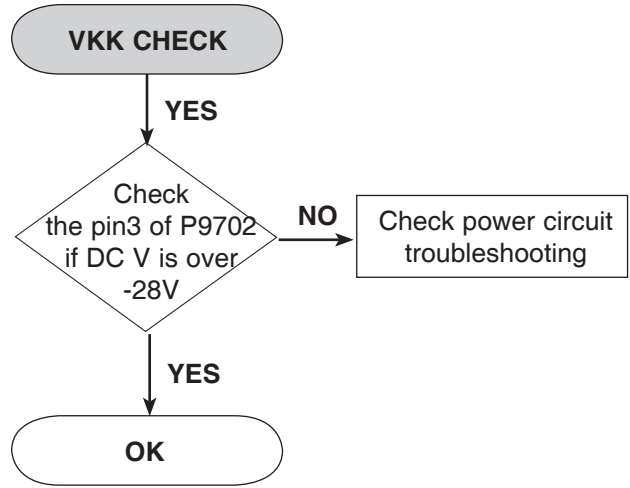 VKK CHECK
YES
Check
the pin3 of P9702
if DC V is over
-28V
NO
Check power circuit
troubleshooting
YES
OK